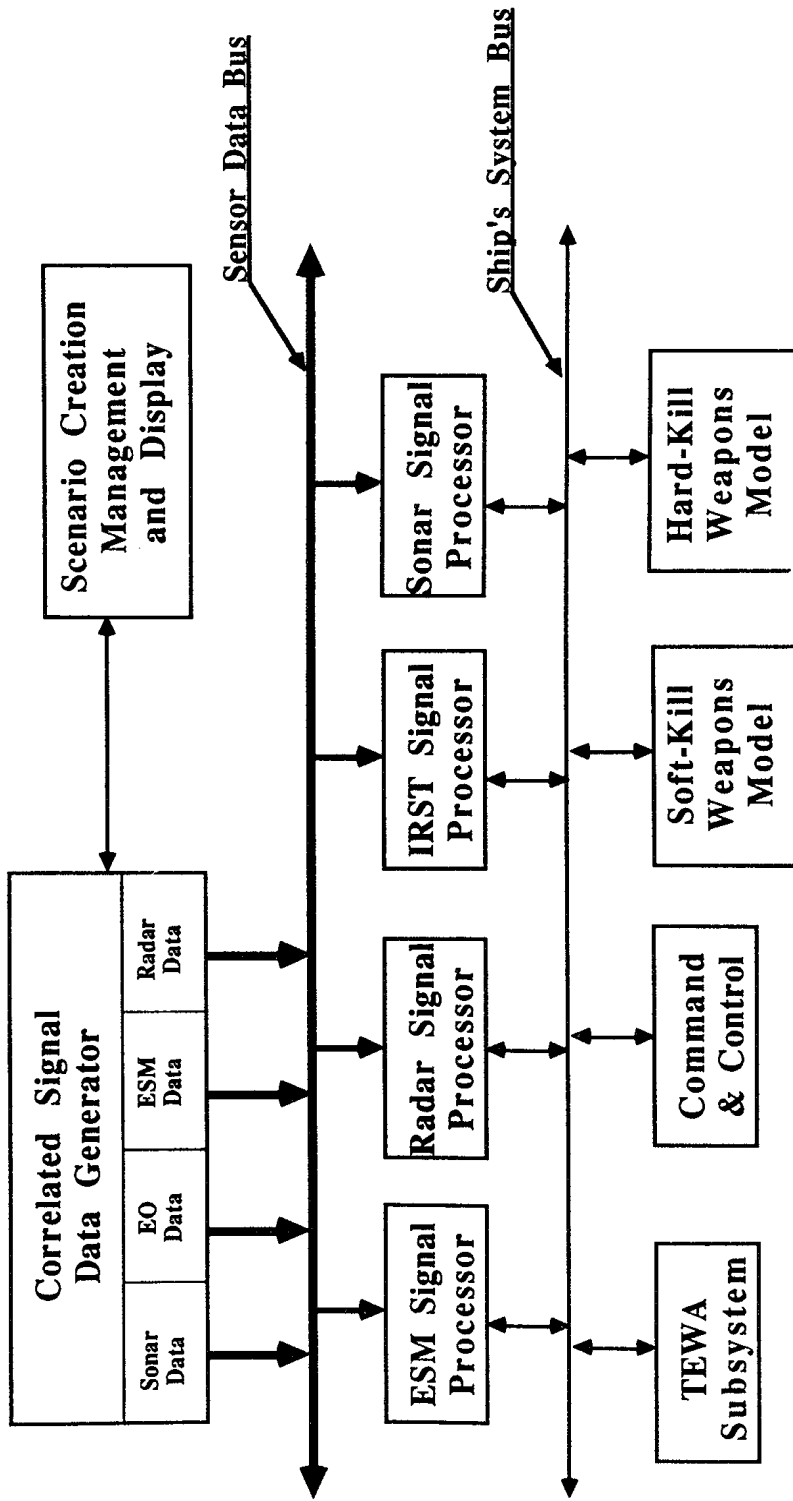 Correlated Signal
Data Generator
Sonar
Data
EO
Data
ESM
Data
Radar
Data
Scenario Creation
Management
and Display
Sensor Data Bus
ESM Signal
Processor
Radar Signal
Processor
IRST Signal
Processor
Sonar Signal
Processor
Ship's System Bus
TEWA
Subsystem
Command
& Control
Soft-Kill
Weapons
Model
Hard-Kill
Weapons
Model